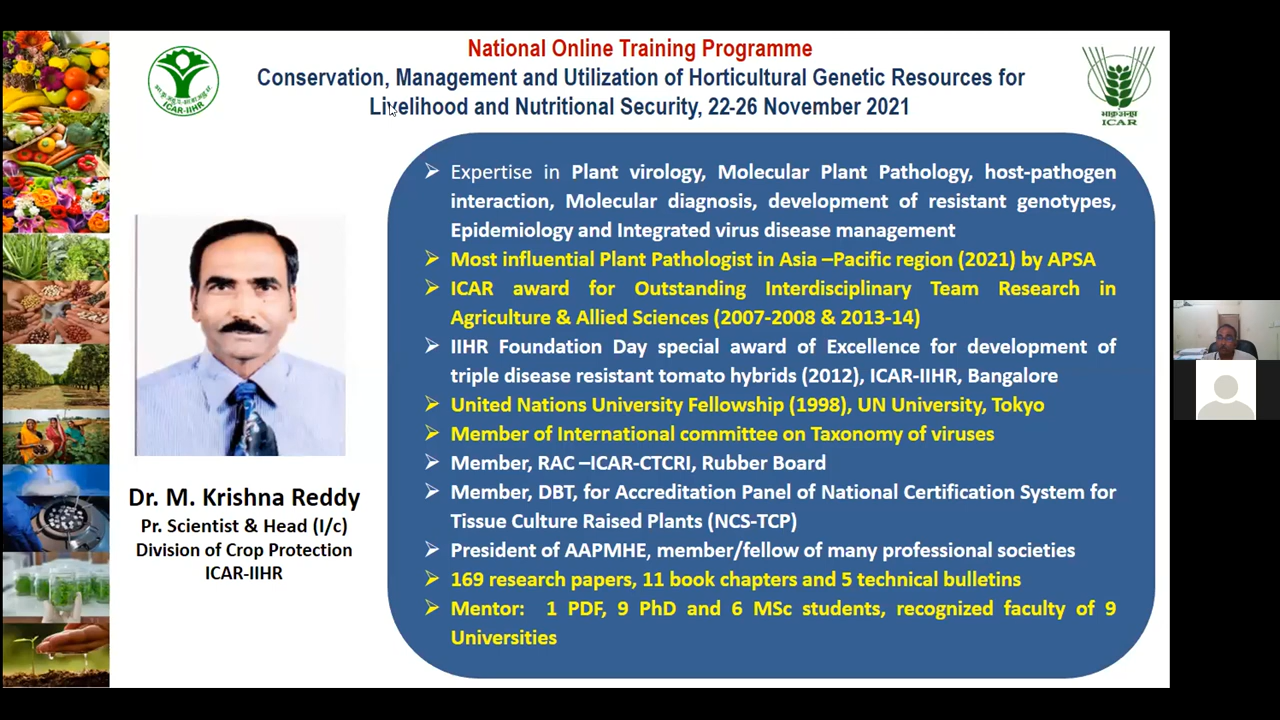 National Online Training Programme
Conservation, Management and Utilization of Horticultural Genetic Resources for
Livelihood and Nutritional Security, 22-26 November 2021
ICAR-IIHR
ICAR
Expertise in Plant virology, Molecular Plant Pathology, host-pathogen
interaction, Molecular diagnosis, development of resistant genotypes,
Epidemiology and Integrated virus disease management
Most influential Plant Pathologist in Asia –Pacific region (2021) by APSA
ICAR award for Outstanding Interdisciplinary Team Research in
Agriculture & Allied Sciences (2007-2008 & 2013-14)
IIHR Foundation Day special award of Excellence for development of
triple disease resistant tomato hybrids (2012), ICAR-IIHR, Bangalore
United Nations University Fellowship (1998), UN University, Tokyo
Member of International committee on Taxonomy of viruses
Member, RAC –ICAR-CTCRI, Rubber Board
Member, DBT, for Accreditation Panel of National Certification System for
Tissue Culture Raised Plants (NCS-TCP)
President of AAPMHE, member/fellow of many professional societies
169 research papers, 11 book chapters and 5 technical bulletins
Mentor: 1 PDF, 9 PhD and 6 MSc students, recognized faculty of 9
Universities
Dr. M. Krishna Reddy
Pr. Scientist & Head (I/c)
Division of Crop Protection
ICAR-IIHR